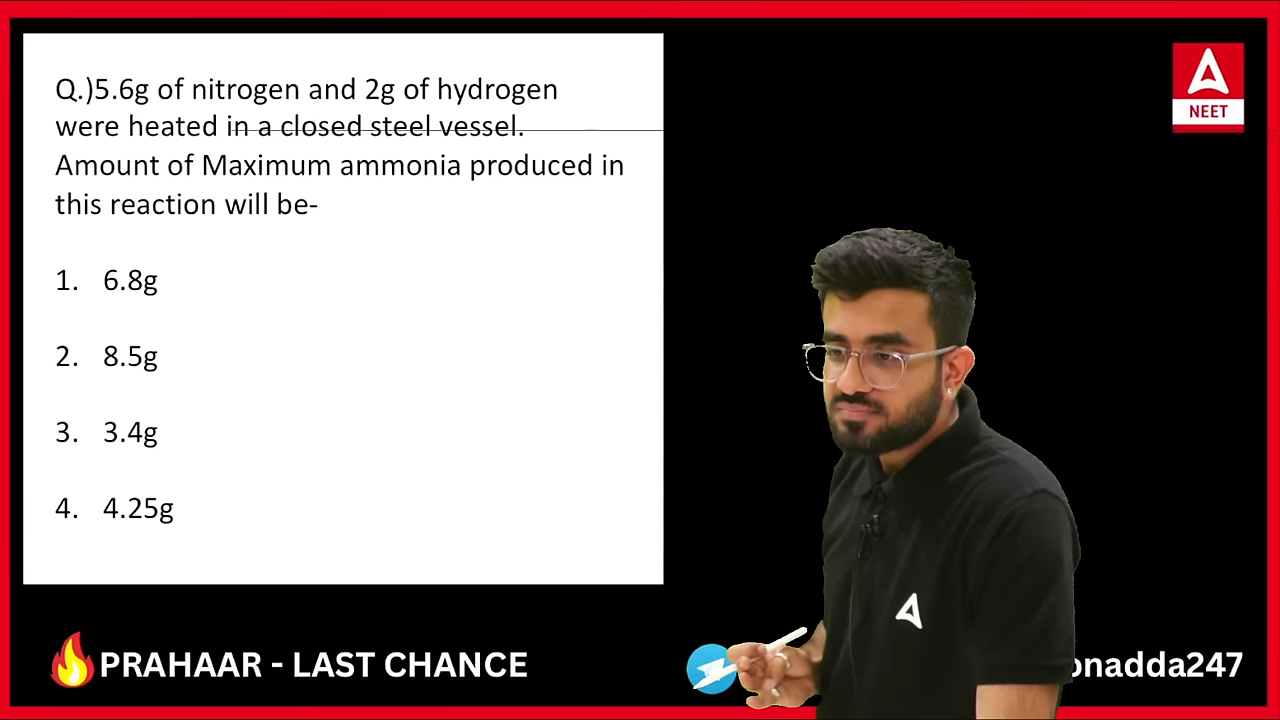 Q.)5.6g of nitrogen and 2g of hydrogen
were heated in a closed steel vessel.
Amount of Maximum ammonia produced in
this reaction will be-
1. 6.8g
2. 8.5g
3. 3.4g
4. 4.25g
NEET
PRAHAAR - LAST CHANCE